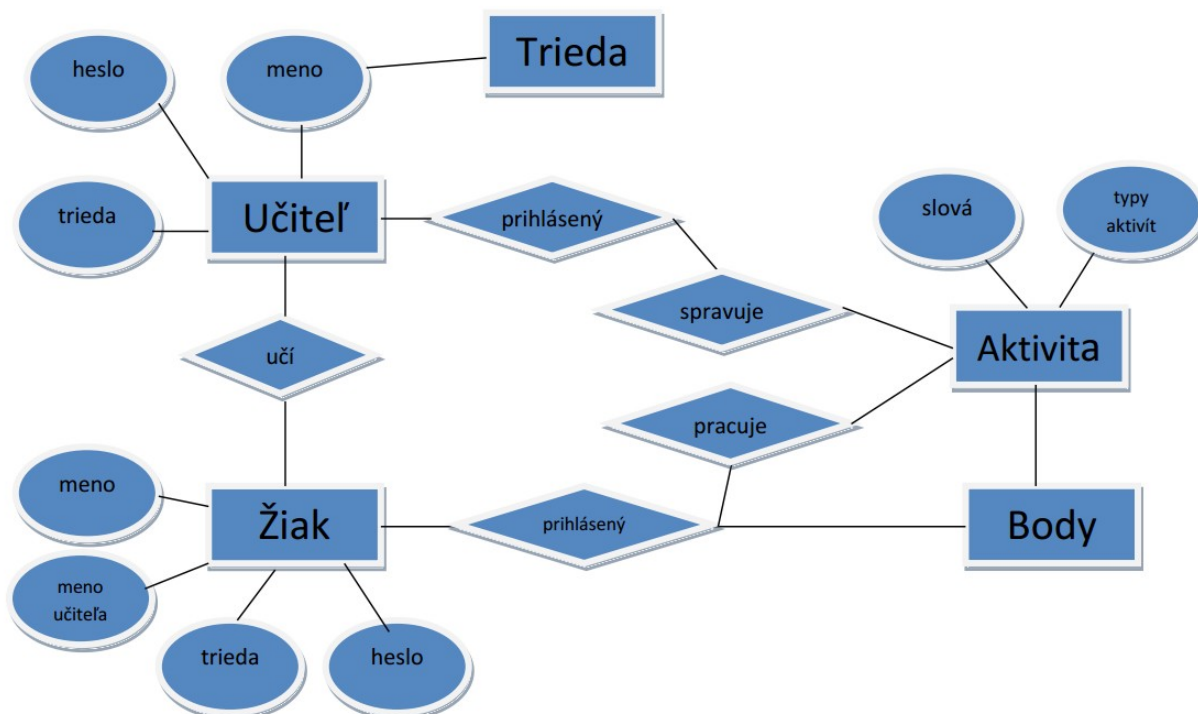 Trieda
heslo
meno
trieda
Učiteľ
prihlásený
slová
typy
aktivít
spravuje
Aktivita
učí
pracuje
meno
Žiak
prihlásený
Body
meno
učiteľa
trieda
heslo